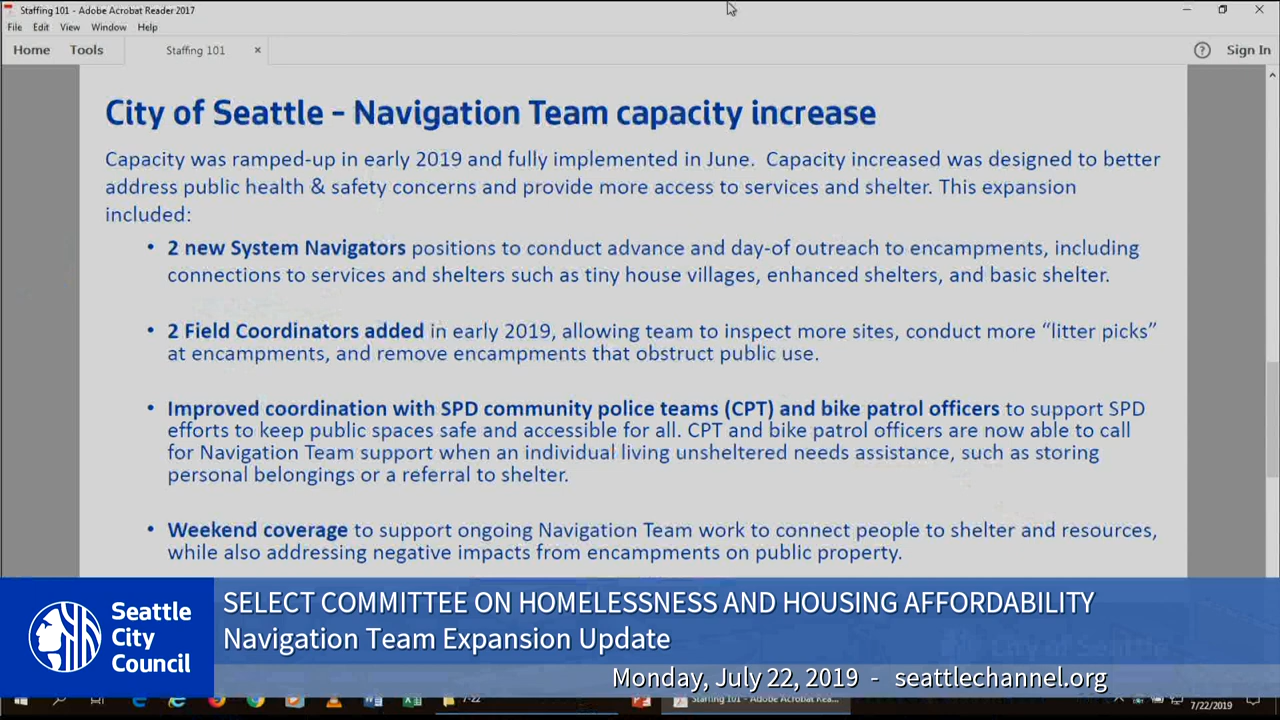 Staffing 101 - Adobe Acrobat Reader 2017
File Edit View Window Help
Home Tools Staffing 101 × ? Sign In
City of Seattle – Navigation Team capacity increase
Capacity was ramped-up in early 2019 and fully implemented in June. Capacity increased was designed to better
address public health & safety concerns and provide more access to services and shelter. This expansion
included:
• 2 new System Navigators positions to conduct advance and day-of outreach to encampments, including
connections to services and shelters such as tiny house villages, enhanced shelters, and basic shelter.
• 2 Field Coordinators added in early 2019, allowing team to inspect more sites, conduct more “litter picks”
at encampments, and remove encampments that obstruct public use.
• Improved coordination with SPD community police teams (CPT) and bike patrol officers to support SPD
efforts to keep public spaces safe and accessible for all. CPT and bike patrol officers are now able to call
for Navigation Team support when an individual living unsheltered needs assistance, such as storing
personal belongings or a referral to shelter.
• Weekend coverage to support ongoing Navigation Team work to connect people to shelter and resources,
while also addressing negative impacts from encampments on public property.
Seattle
City
Council
SELECT COMMITTEE ON HOMELESSNESS AND HOUSING AFFORDABILITY
Navigation Team Expansion Update
City of Seattle
Monday, July 22, 2019 - seattlechannel.org
7-22 Staffing 101 - Adobe Acrobat Rea... 7/22/2019